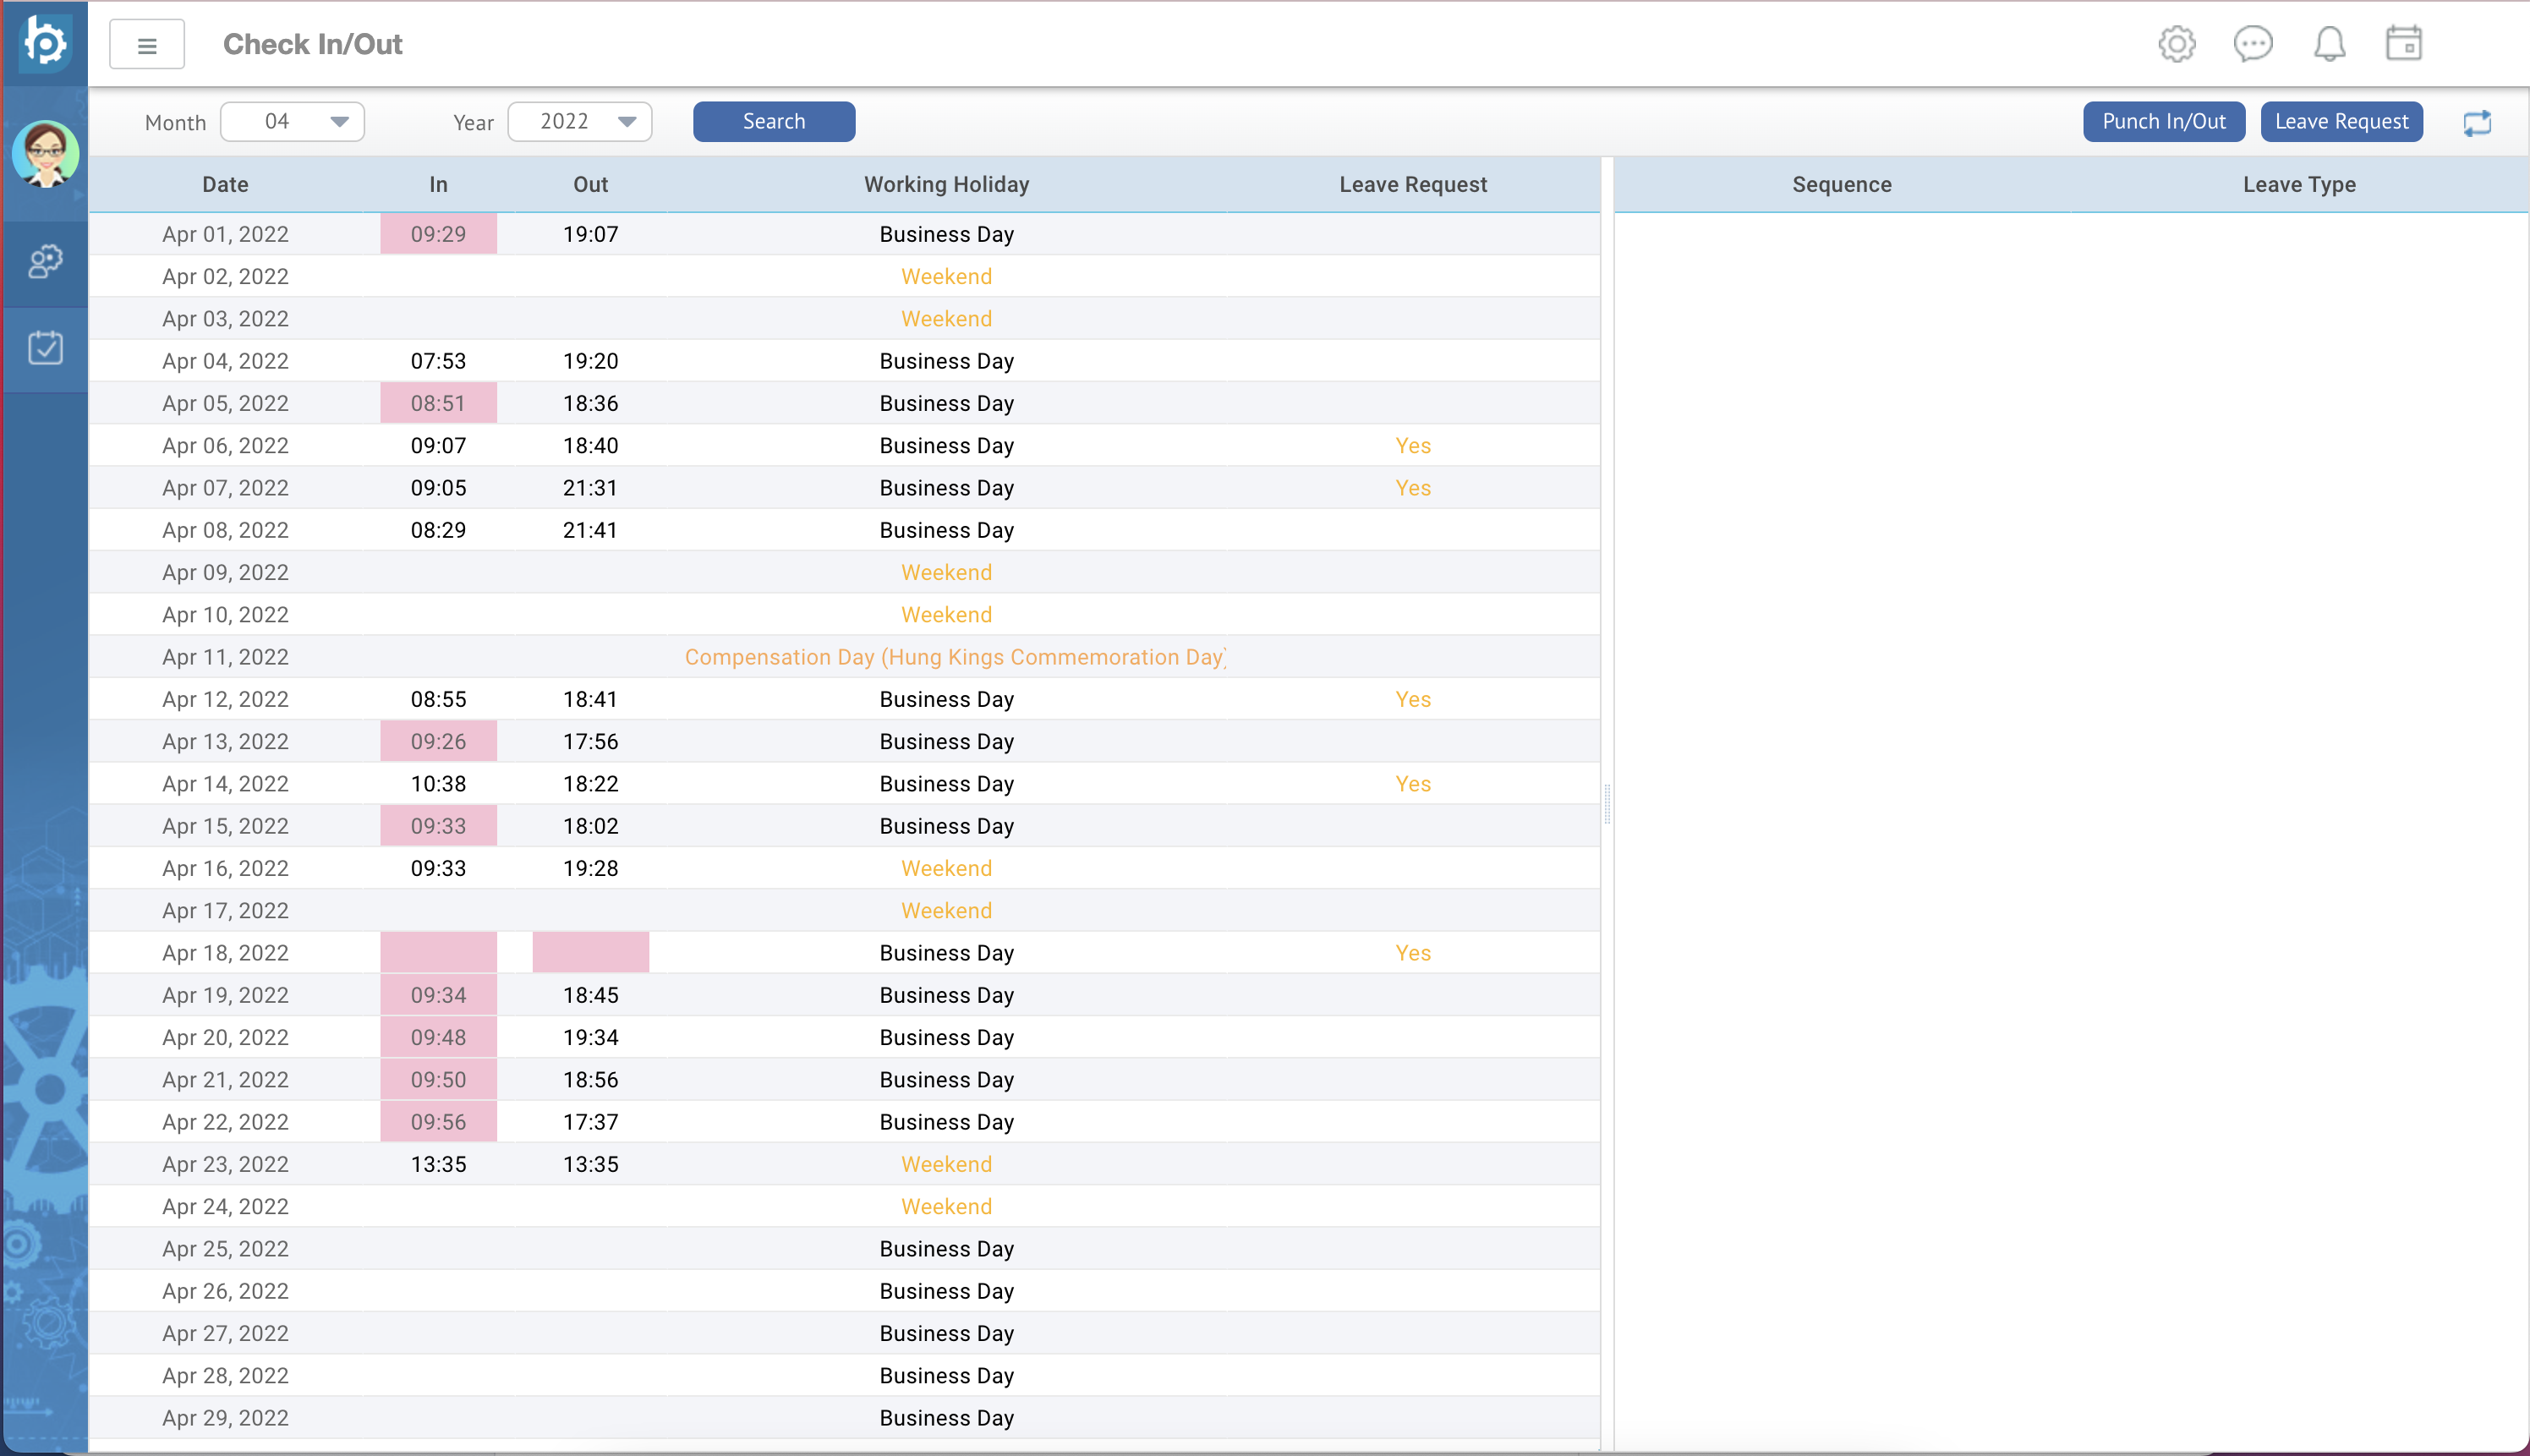 Check In/Out
Month 04 Year 2022 Search Punch In/Out Leave Request
Date In Out Working Holiday Leave Request Sequence Leave Type
Apr 01, 2022 09:29 19:07 Business Day
Apr 02, 2022 Weekend
Apr 03, 2022 Weekend
Apr 04, 2022 07:53 19:20 Business Day
Apr 05, 2022 08:51 18:36 Business Day
Apr 06, 2022 09:07 18:40 Business Day Yes
Apr 07, 2022 09:05 21:31 Business Day Yes
Apr 08, 2022 08:29 21:41 Business Day
Apr 09, 2022 Weekend
Apr 10, 2022 Weekend
Apr 11, 2022 Compensation Day (Hung Kings Commemoration Day)
Apr 12, 2022 08:55 18:41 Business Day Yes
Apr 13, 2022 09:26 17:56 Business Day
Apr 14, 2022 10:38 18:22 Business Day Yes
Apr 15, 2022 09:33 18:02 Business Day
Apr 16, 2022 09:33 19:28 Weekend
Apr 17, 2022 Weekend
Apr 18, 2022 Business Day Yes
Apr 19, 2022 09:34 18:45 Business Day
Apr 20, 2022 09:48 19:34 Business Day
Apr 21, 2022 09:50 18:56 Business Day
Apr 22, 2022 09:56 17:37 Business Day
Apr 23, 2022 13:35 13:35 Weekend
Apr 24, 2022 Weekend
Apr 25, 2022 Business Day
Apr 26, 2022 Business Day
Apr 27, 2022 Business Day
Apr 28, 2022 Business Day
Apr 29, 2022 Business Day